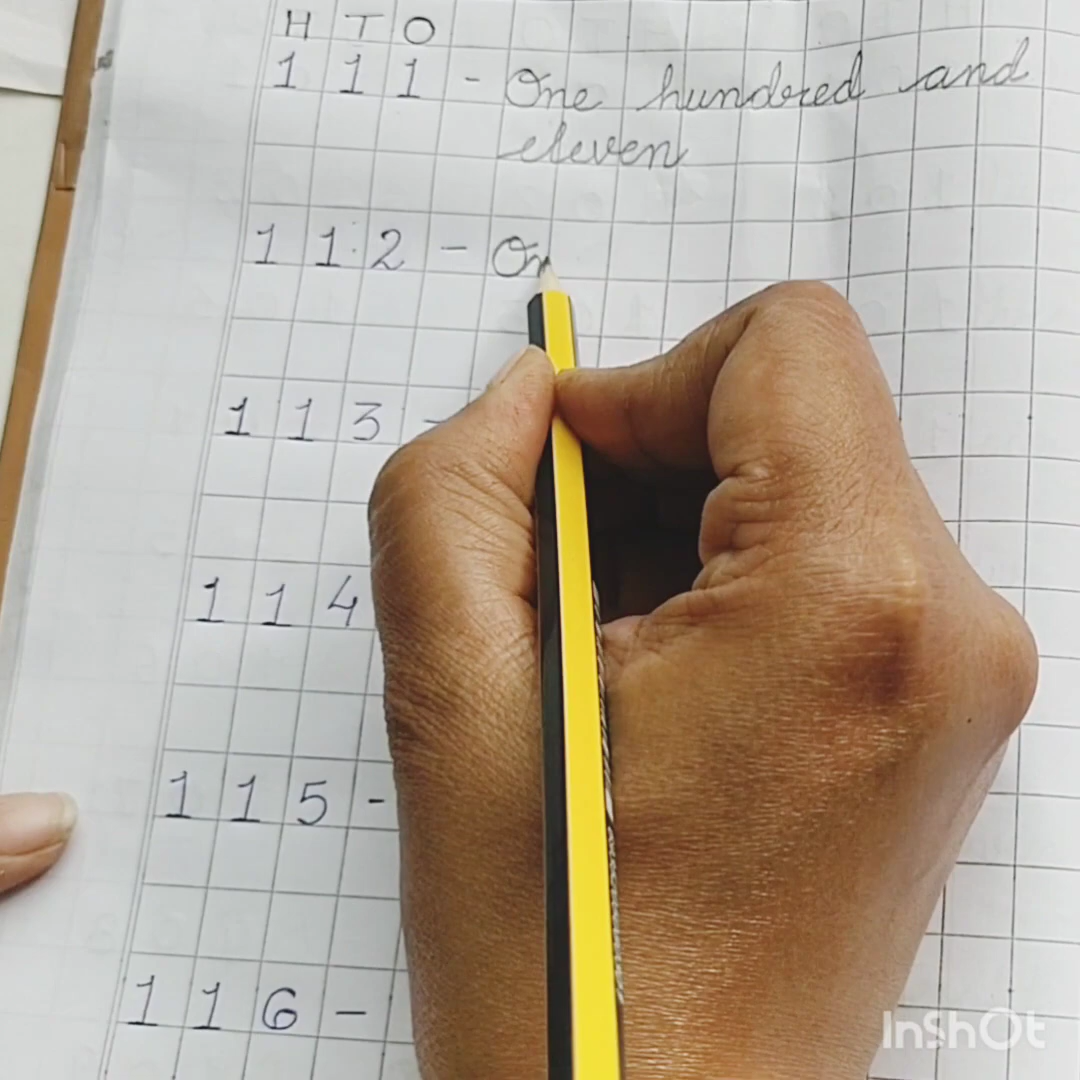 H T O
1 1 1 - One hundred and
eleven
1 1 2 - On
1 1 3 -
1 1 4
1 1 5 -
1 1 6 -
InShOt